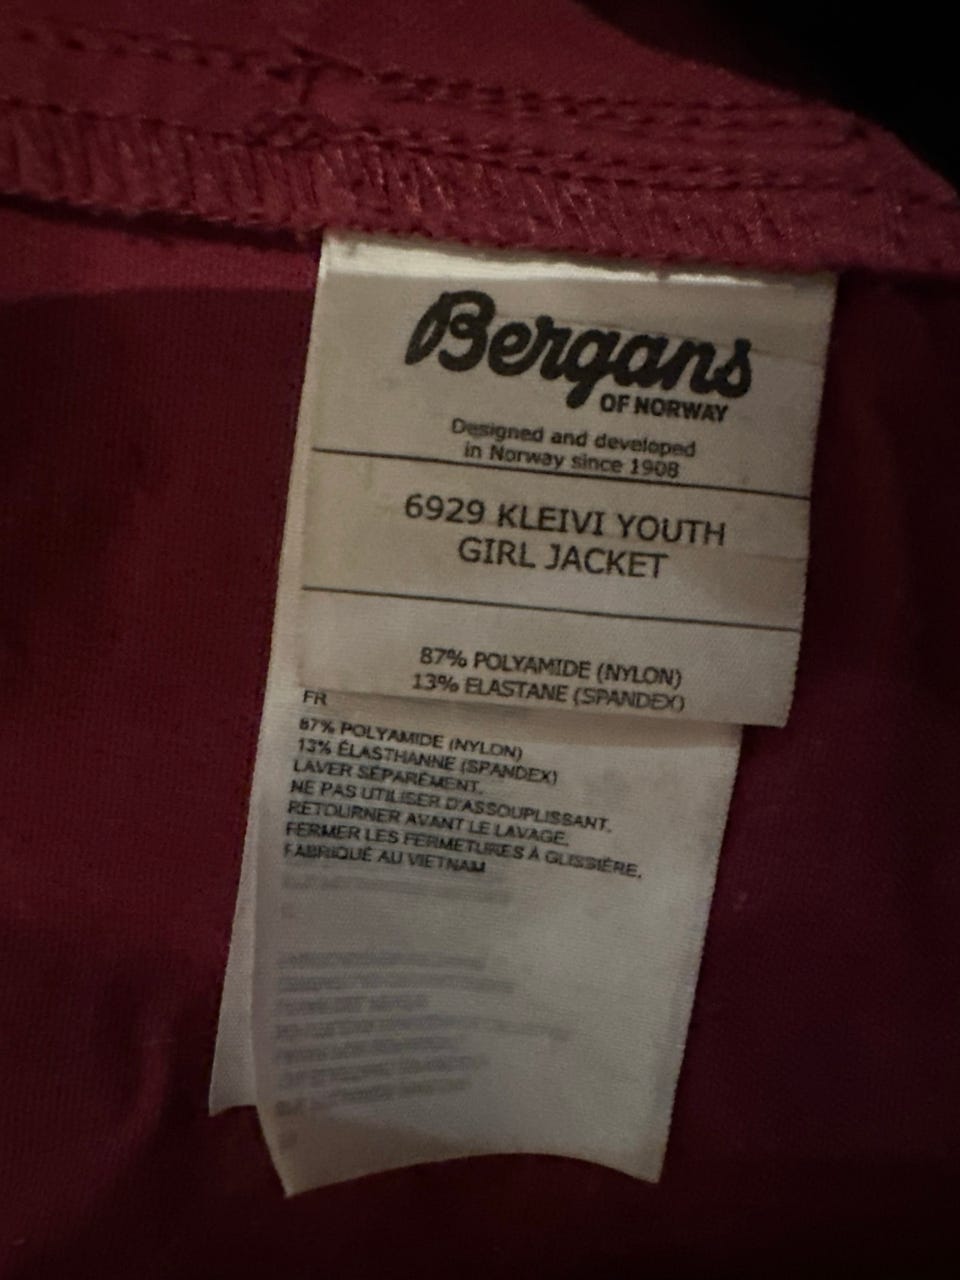 Bergans
OF NORWAY
Designed and developed
in Norway since 1908
6929 KLEIVI YOUTH
GIRL JACKET
87% POLYAMIDE (NYLON)
13% ELASTANE (SPANDEX)
FR
87% POLYAMIDE (NYLON)
13% ÉLASTHANNE (SPANDEX)
LAVER SÉPARÉMENT.
NE PAS UTILISER D'ASSOUPLISSANT.
RETOURNER AVANT LE LAVAGE.
FERMER LES FERMETURES À GLISSIÈRE.
FABRIQUÉ AU VIETNAM